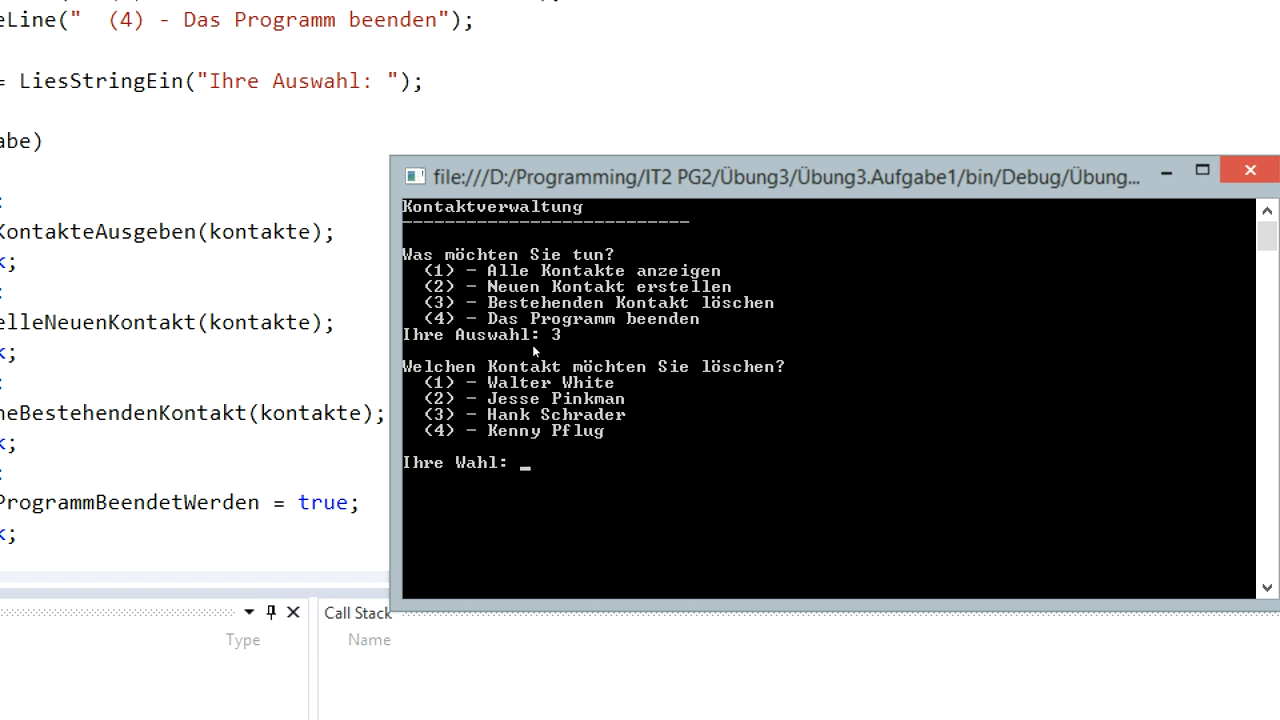 eLine("  (4) - Das Programm beenden");
= LiesStringEin("Ihre Auswahl: ");
abe)
:
KontakteAusgeben(kontakte);
k;
:
elleNeuenKontakt(kontakte);
k;
:
heBestehendenKontakt(kontakte);
k;
:
ProgrammBeendetWerden = true;
k;
file:///D:/Programming/IT2 PG2/Übung3/Übung3.Aufgabe1/bin/Debug/Übung...
Kontaktverwaltung
---------------------------
Was möchten Sie tun?
  (1) - Alle Kontakte anzeigen
  (2) - Neuen Kontakt erstellen
  (3) - Bestehenden Kontakt löschen
  (4) - Das Programm beenden
Ihre Auswahl: 3
Welchen Kontakt möchten Sie löschen?
  (1) - Walter White
  (2) - Jesse Pinkman
  (3) - Hank Schrader
  (4) - Kenny Pflug
Ihre Wahl: _
Type
Call Stack
Name